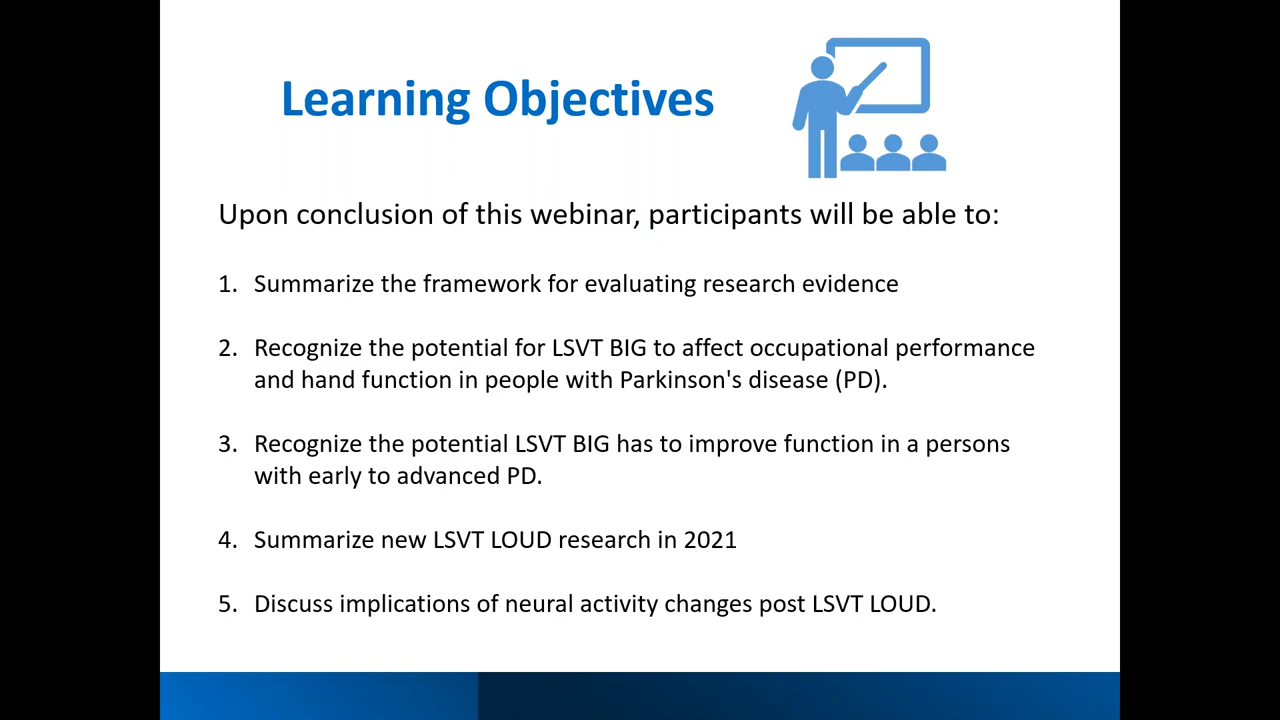 Learning Objectives
Upon conclusion of this webinar, participants will be able to:
1. Summarize the framework for evaluating research evidence
2. Recognize the potential for LSVT BIG to affect occupational performance
and hand function in people with Parkinson's disease (PD).
3. Recognize the potential LSVT BIG has to improve function in a persons
with early to advanced PD.
4. Summarize new LSVT LOUD research in 2021
5. Discuss implications of neural activity changes post LSVT LOUD.